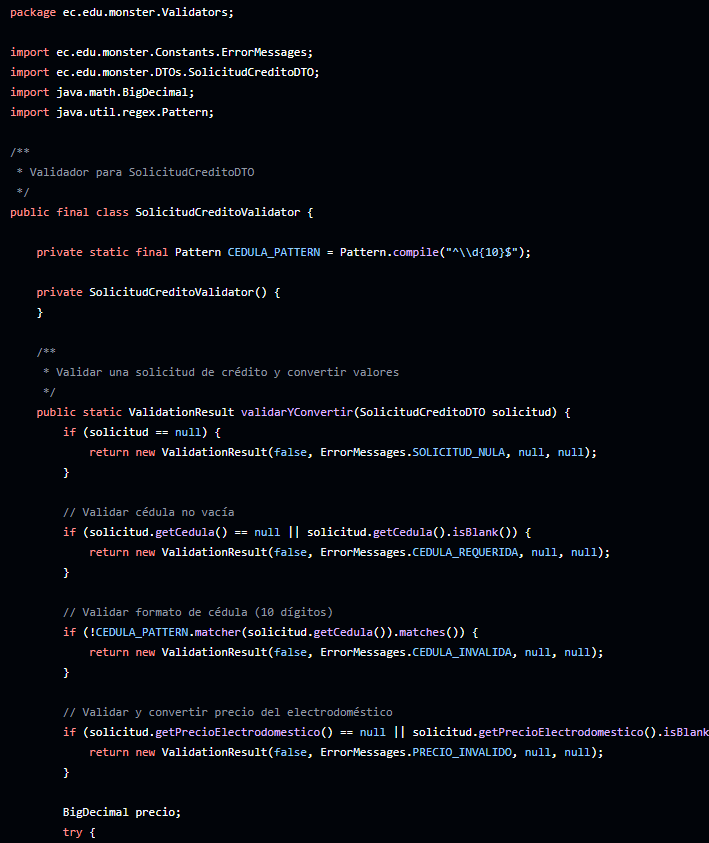 package ec.edu.monster.Validators;

import ec.edu.monster.Constants.ErrorMessages;
import ec.edu.monster.DTOs.SolicitudCreditoDTO;
import java.math.BigDecimal;
import java.util.regex.Pattern;

/**
 * Validador para SolicitudCreditoDTO
 */
public final class SolicitudCreditoValidator {

    private static final Pattern CEDULA_PATTERN = Pattern.compile("^\\d{10}$");

    private SolicitudCreditoValidator() {
    }

    /**
     * Validar una solicitud de crédito y convertir valores
     */
    public static ValidationResult validarYConvertir(SolicitudCreditoDTO solicitud) {
        if (solicitud == null) {
            return new ValidationResult(false, ErrorMessages.SOLICITUD_NULA, null, null);
        }

        // Validar cédula no vacía
        if (solicitud.getCedula() == null || solicitud.getCedula().isBlank()) {
            return new ValidationResult(false, ErrorMessages.CEDULA_REQUERIDA, null, null);
        }

        // Validar formato de cédula (10 dígitos)
        if (!CEDULA_PATTERN.matcher(solicitud.getCedula()).matches()) {
            return new ValidationResult(false, ErrorMessages.CEDULA_INVALIDA, null, null);
        }

        // Validar y convertir precio del electrodoméstico
        if (solicitud.getPrecioElectrodomestico() == null || solicitud.getPrecioElectrodomestico().isBlank
            return new ValidationResult(false, ErrorMessages.PRECIO_INVALIDO, null, null);
        }

        BigDecimal precio;
        try {